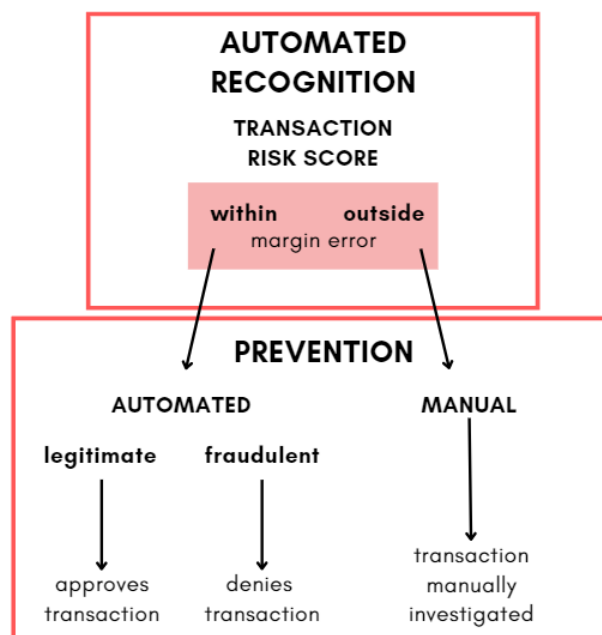 AUTOMATED
RECOGNITION
TRANSACTION
RISK SCORE
within outside
margin error
PREVENTION
AUTOMATED MANUAL
legitimate fraudulent
approves
transaction
denies
transaction
transaction
manually
investigated